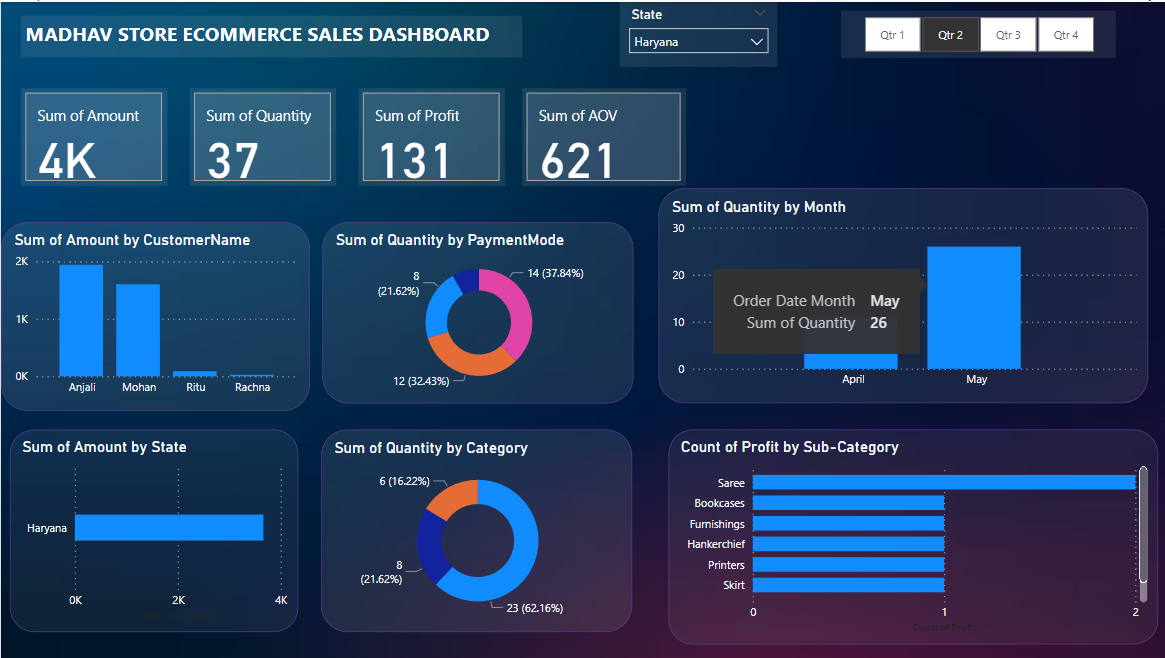 MADHAV STORE ECOMMERCE SALES DASHBOARD
State
Haryana
Qtr 1
Qtr 2
Qtr 3
Qtr 4
Sum of Amount
4K
Sum of Quantity
37
Sum of Profit
131
Sum of AOV
621
Sum of Amount by CustomerName
2K
1K
0K
Anjali
Mohan
Ritu
Rachna
Sum of Quantity by PaymentMode
14 (37.84%)
8
(21.62%)
12 (32.43%)
Sum of Quantity by Month
30
20
10
0
Order Date Month May
Sum of Quantity 26
April
May
Sum of Amount by State
Haryana
0K
2K
4K
Sum of Quantity by Category
6 (16.22%)
8
(21.62%)
23 (62.16%)
Count of Profit by Sub-Category
Saree
Bookcases
Furnishings
Hankerchief
Printers
Skirt
0
1
2
Count of Profit